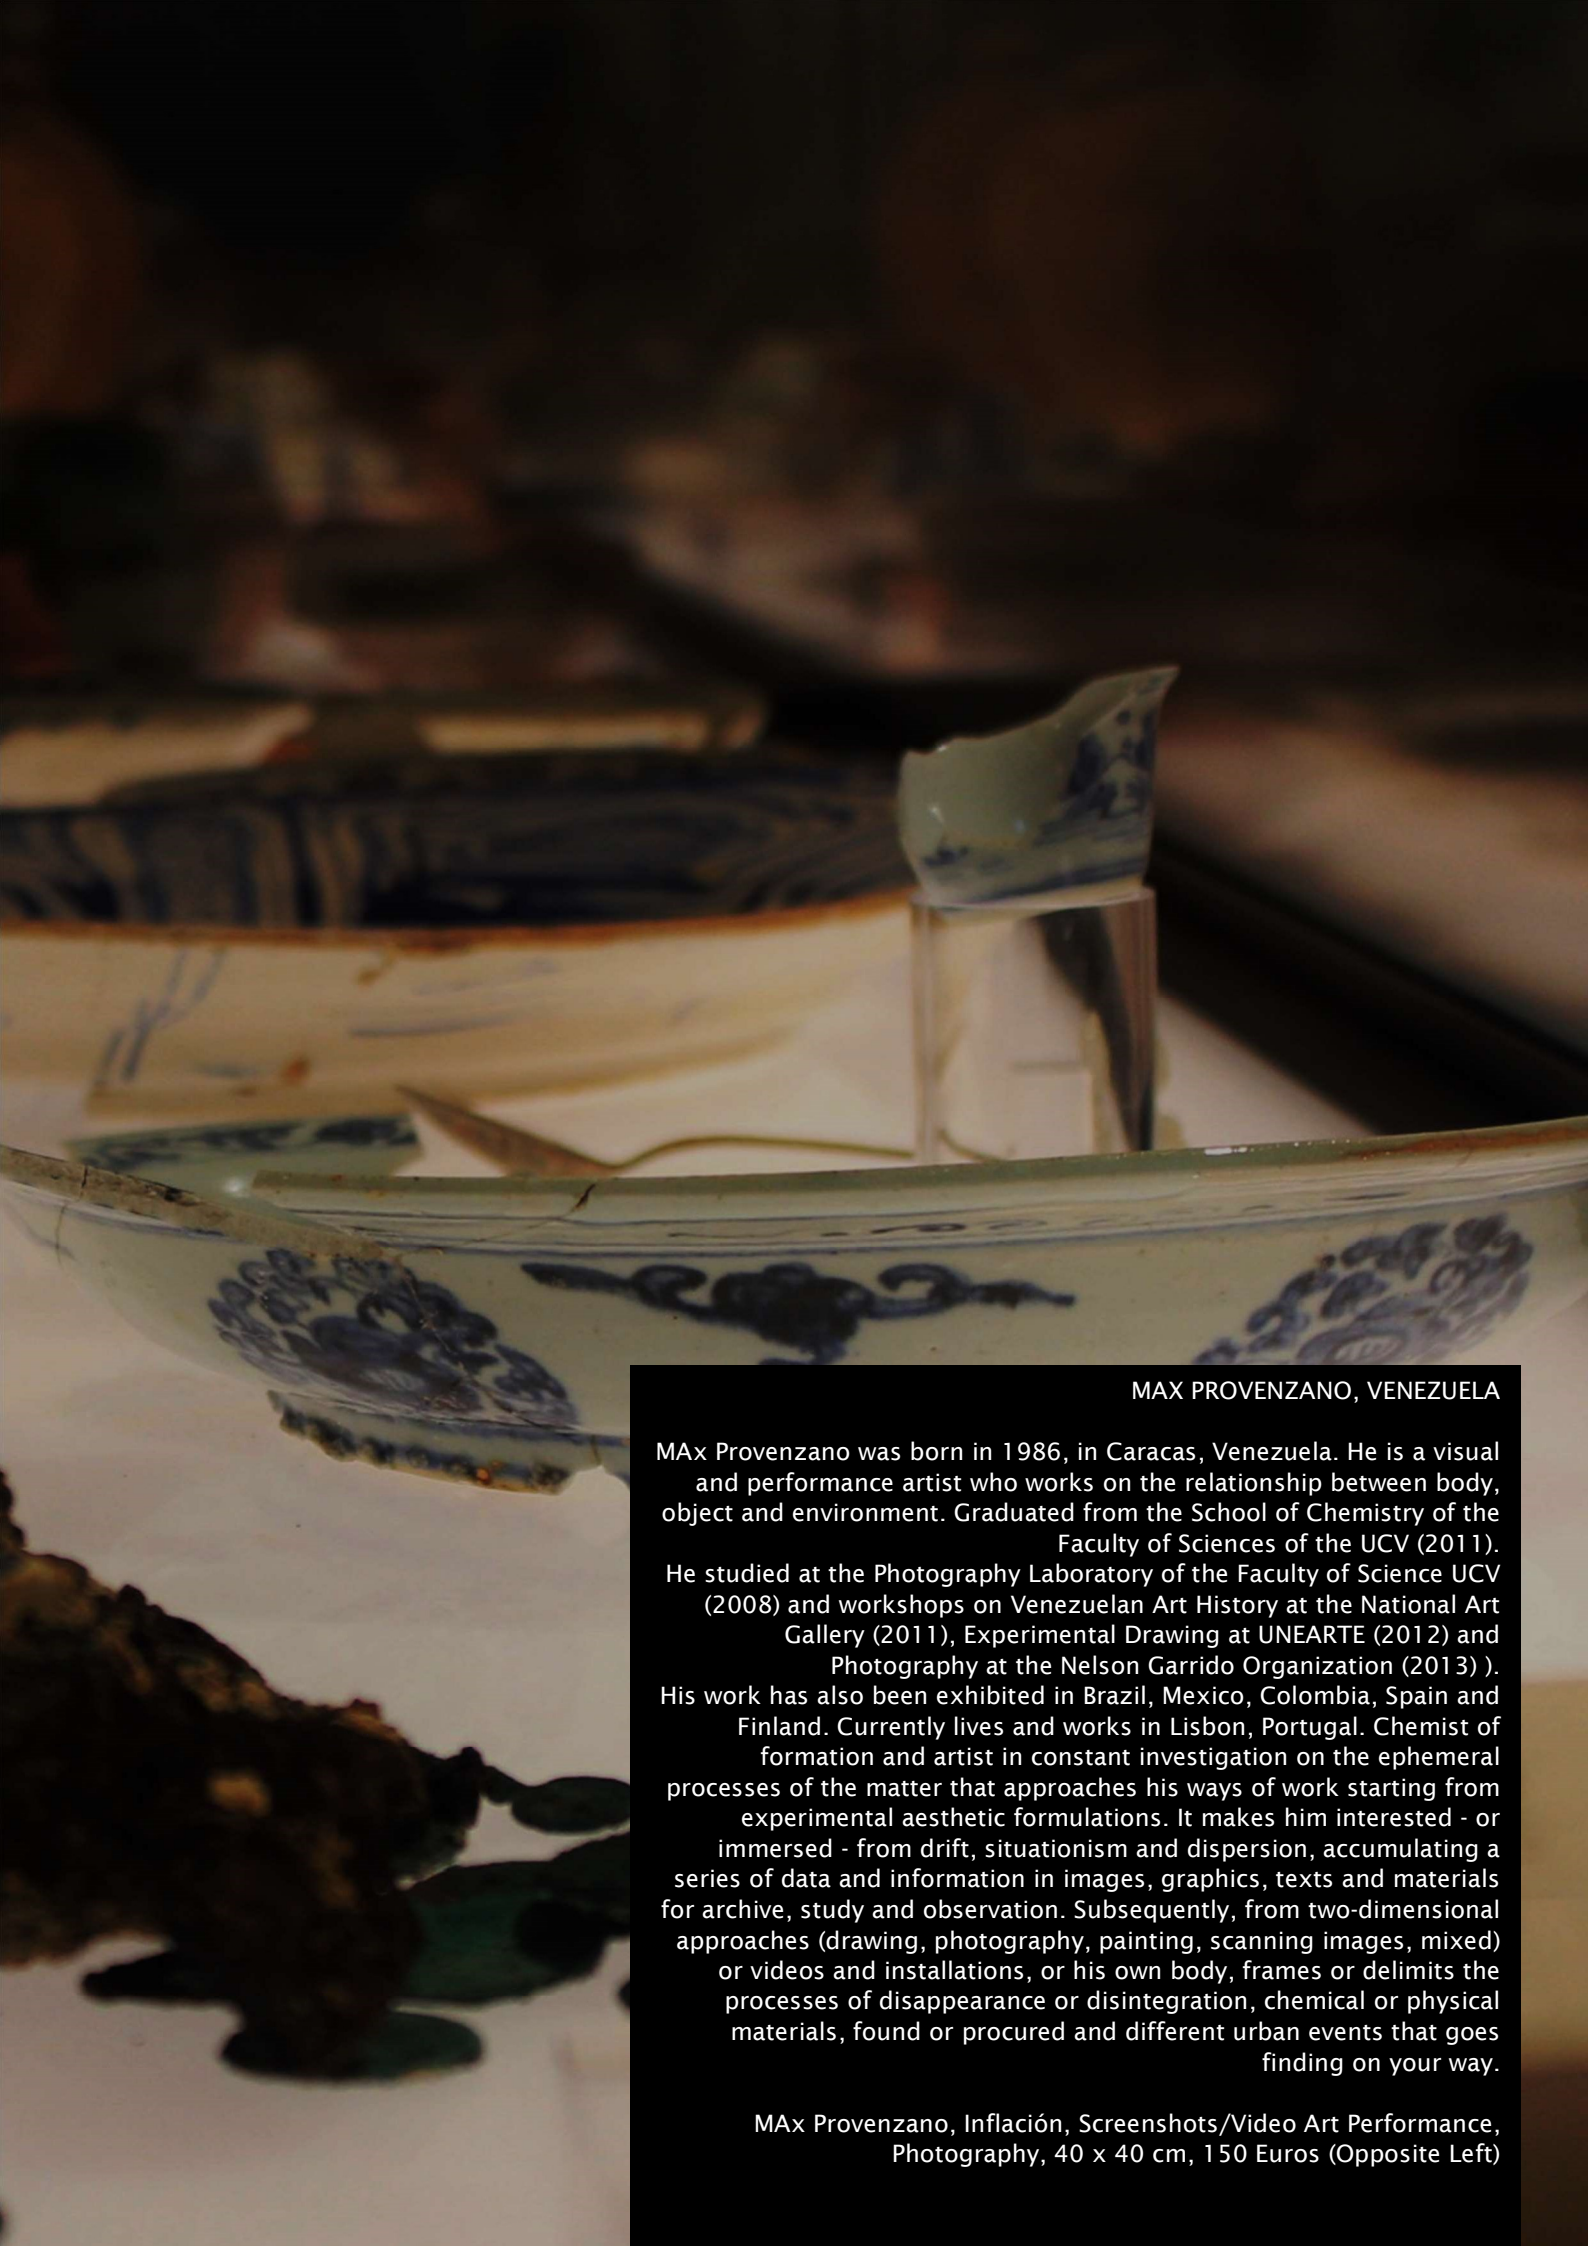 MAX PROVENZANO, VENEZUELA
MAx Provenzano was born in 1986, in Caracas, Venezuela. He is a visual
and performance artist who works on the relationship between body,
object and environment. Graduated from the School of Chemistry of the
Faculty of Sciences of the UCV (2011).
He studied at the Photography Laboratory of the Faculty of Science UCV
(2008) and workshops on Venezuelan Art History at the National Art
Gallery (2011), Experimental Drawing at UNEARTE (2012) and
Photography at the Nelson Garrido Organization (2013) ).
His work has also been exhibited in Brazil, Mexico, Colombia, Spain and
Finland. Currently lives and works in Lisbon, Portugal. Chemist of
formation and artist in constant investigation on the ephemeral
processes of the matter that approaches his ways of work starting from
experimental aesthetic formulations. It makes him interested - or
immersed - from drift, situationism and dispersion, accumulating a
series of data and information in images, graphics, texts and materials
for archive, study and observation. Subsequently, from two-dimensional
approaches (drawing, photography, painting, scanning images, mixed)
or videos and installations, or his own body, frames or delimits the
processes of disappearance or disintegration, chemical or physical
materials, found or procured and different urban events that goes
finding on your way.
MAx Provenzano, Inflación, Screenshots/Video Art Performance,
Photography, 40 x 40 cm, 150 Euros (Opposite Left)